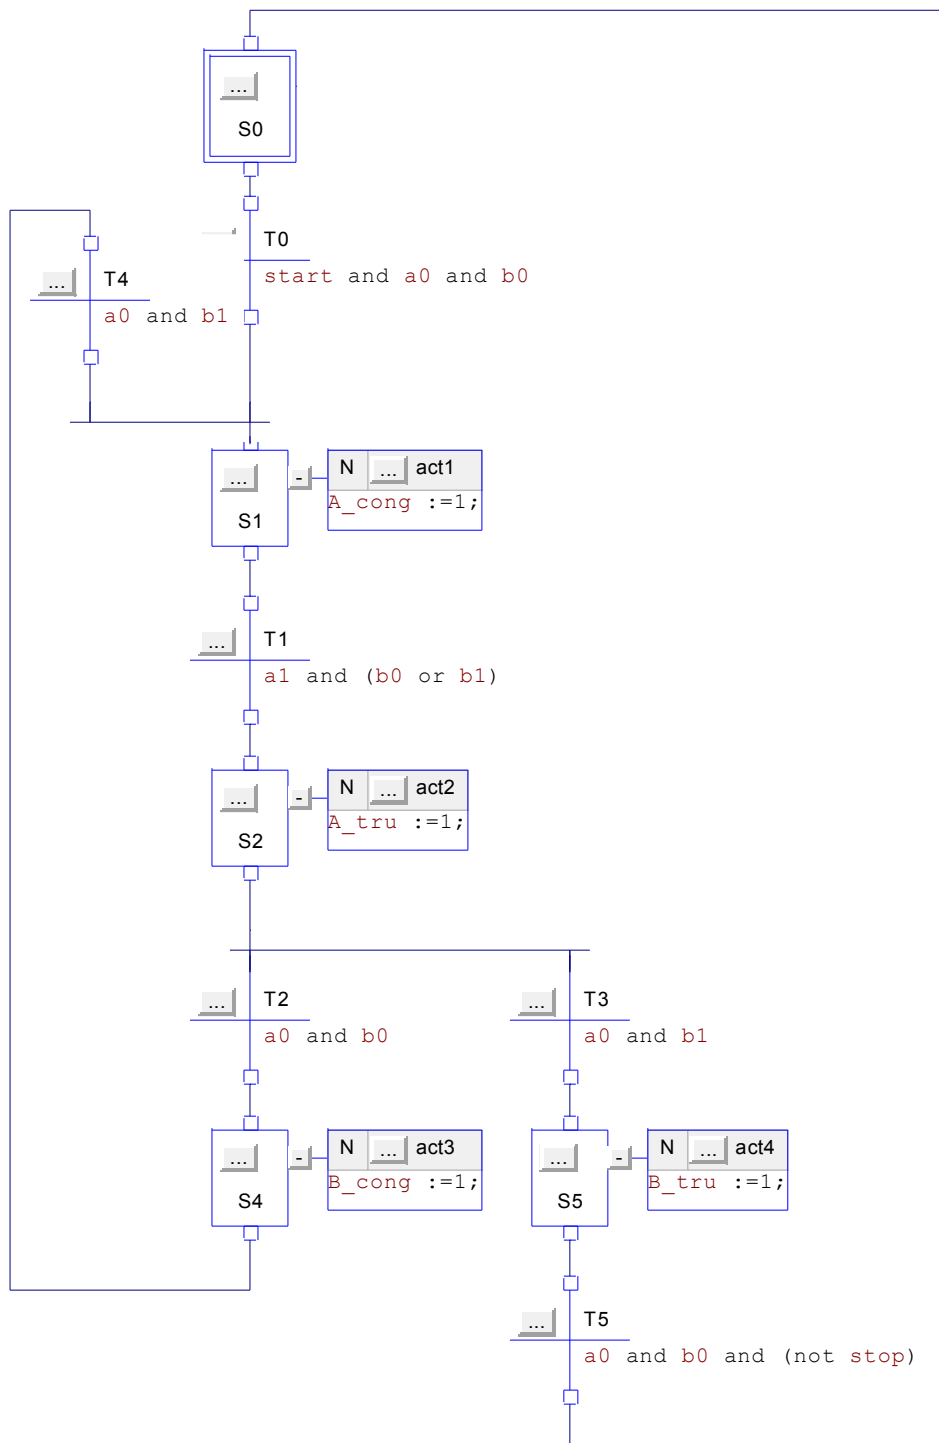 ...
S0
T0
start and a0 and b0
...
T4
a0 and b1
...
S1
-
N ... act1
A_cong :=1;
...
T1
a1 and (b0 or b1)
...
S2
-
N ... act2
A_tru :=1;
...
T2
a0 and b0
...
T3
a0 and b1
...
S4
-
N ... act3
B_cong :=1;
...
S5
-
N ... act4
B_tru :=1;
...
T5
a0 and b0 and (not stop)